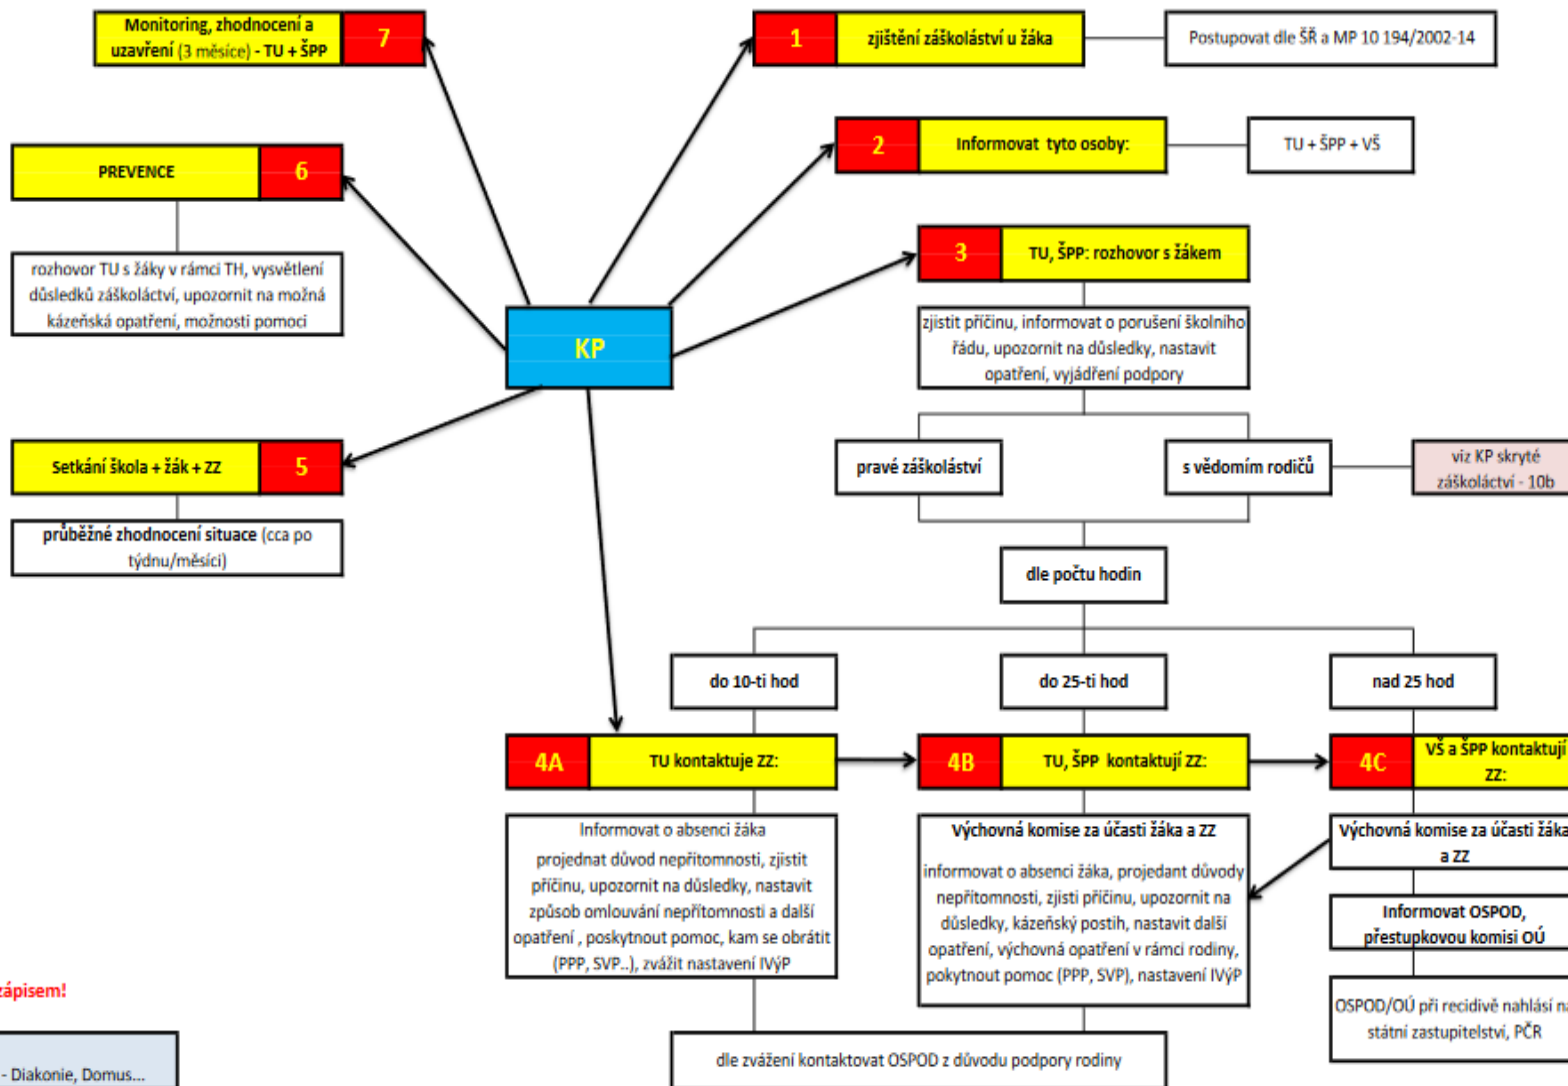 Monitoring, zhodnocení a
uzavření (3 měsíce) - TU + ŠPP
7
1
zjištění záškoláství u žáka
Postupovat dle ŠŘ a MP 10 194/2002-14
2
Informovat tyto osoby:
TU + ŠPP + VŠ
PREVENCE
6
rozhovor TU s žáky v rámci TH, vysvětlení
důsledků záškoláctví, upozornit na možná
kázeňská opatření, možnosti pomoci
3
TU, ŠPP: rozhovor s žákem
zjistit příčinu, informovat o porušení školního
řádu, upozornit na důsledky, nastavit
opatření, vyjádření podpory
KP
Setkání škola + žák + ZZ
5
průběžné zhodnocení situace (cca po
týdnu/měsíci)
pravé záškoláství
s vědomím rodičů
viz KP skryté
záškoláctví - 10b
dle počtu hodin
do 10-ti hod
do 25-ti hod
nad 25 hod
4A
TU kontaktuje ZZ:
4B
TU, ŠPP kontaktují ZZ:
4C
VŠ a ŠPP kontaktují
ZZ:
Informovat o absenci žáka
projednat důvod nepřítomnosti, zjistit
příčinu, upozornit na důsledky, nastavit
způsob omlouvání nepřítomnosti a další
opatření , poskytnout pomoc, kam se obrátit
(PPP, SVP..), zvážit nastavení IVýP
Výchovná komise za účasti žáka a ZZ
informovat o absenci žáka, projedant důvody
nepřítomnosti, zjisti příčinu, upozornit na
důsledky, kázeňský postih, nastavit další
opatření, výchovná opatření v rámci rodiny,
pokytnout pomoc (PPP, SVP), nastavení IVýP
Výchovná komise za účasti žáka
a ZZ
Informovat OSPOD,
přestupkovou komisi OÚ
OSPOD/OÚ při recidivě nahlásí na
státní zastupitelství, PČR
dle zvážení kontaktovat OSPOD z důvodu podpory rodiny
zápisem!
- Diakonie, Domus...